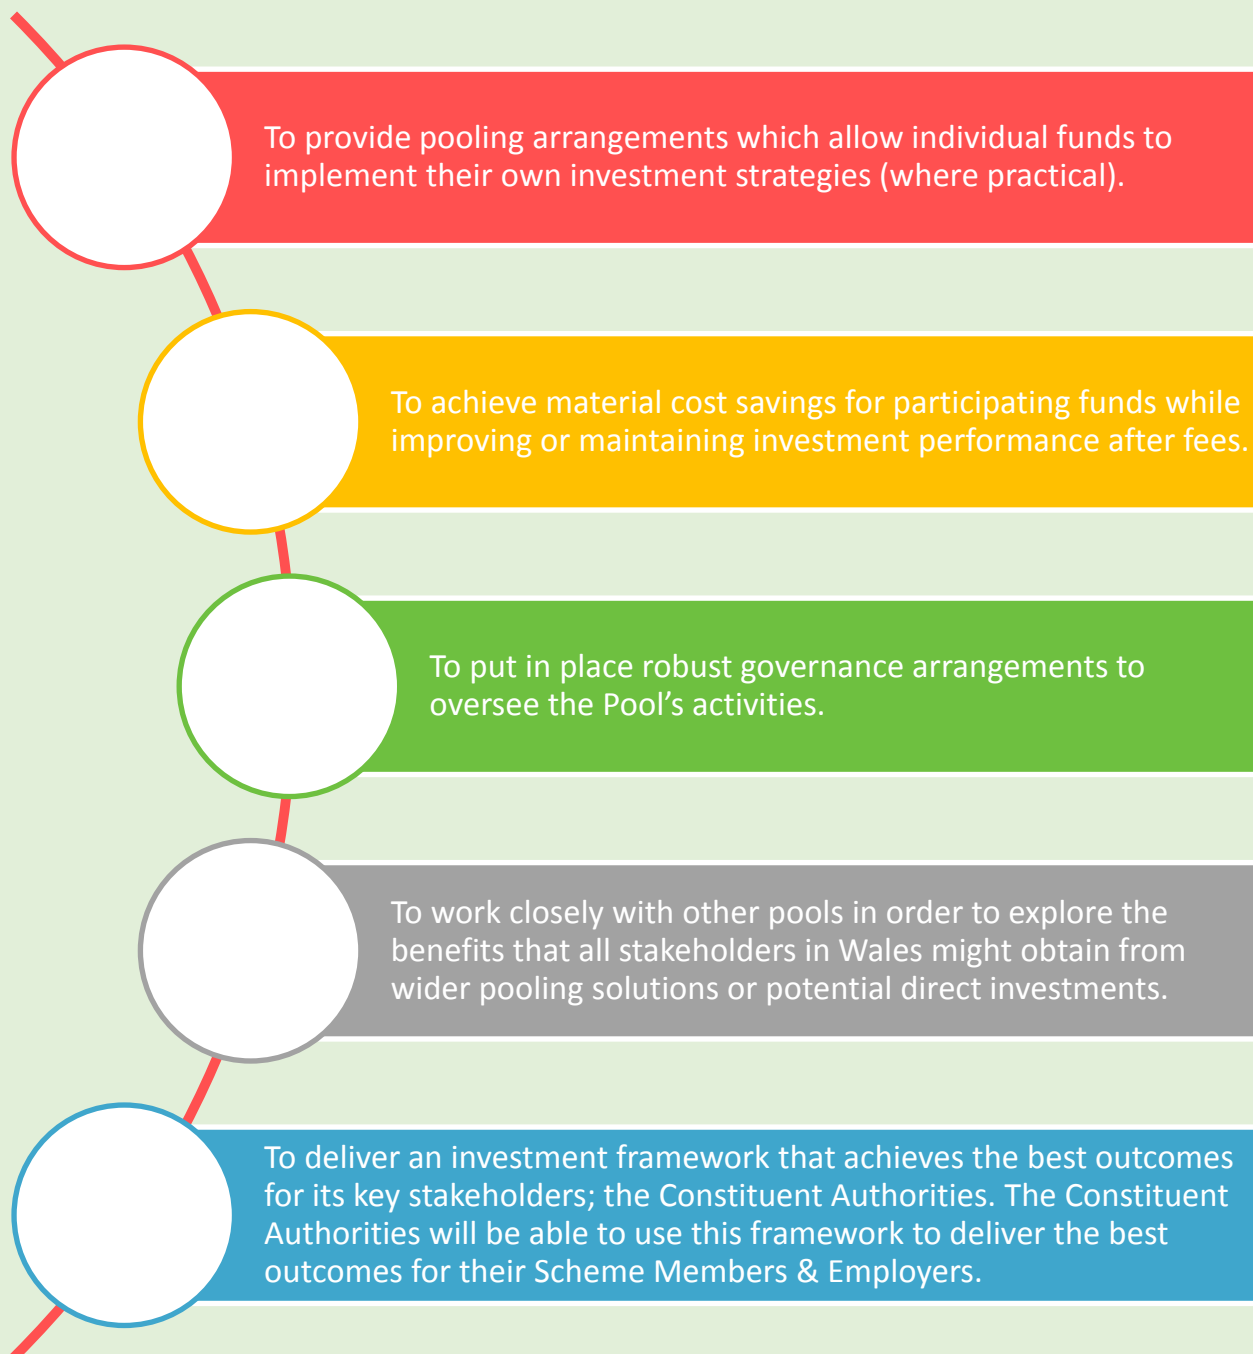 To provide pooling arrangements which allow individual funds to
implement their own investment strategies (where practical).
To achieve material cost savings for participating funds while
improving or maintaining investment performance after fees.
To put in place robust governance arrangements to
oversee the Pool’s activities.
To work closely with other pools in order to explore the
benefits that all stakeholders in Wales might obtain from
wider pooling solutions or potential direct investments.
To deliver an investment framework that achieves the best outcomes
for its key stakeholders; the Constituent Authorities. The Constituent
Authorities will be able to use this framework to deliver the best
outcomes for their Scheme Members & Employers.